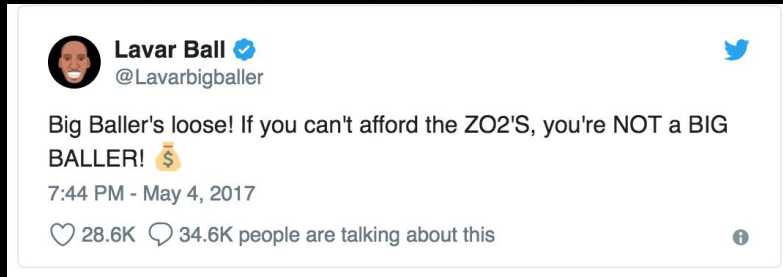 Lavar Ball
@Lavarbigballer
Big Baller's loose! If you can't afford the ZO2'S, you're NOT a BIG
BALLER! 💰
7:44 PM - May 4, 2017
28.6K 34.6K people are talking about this